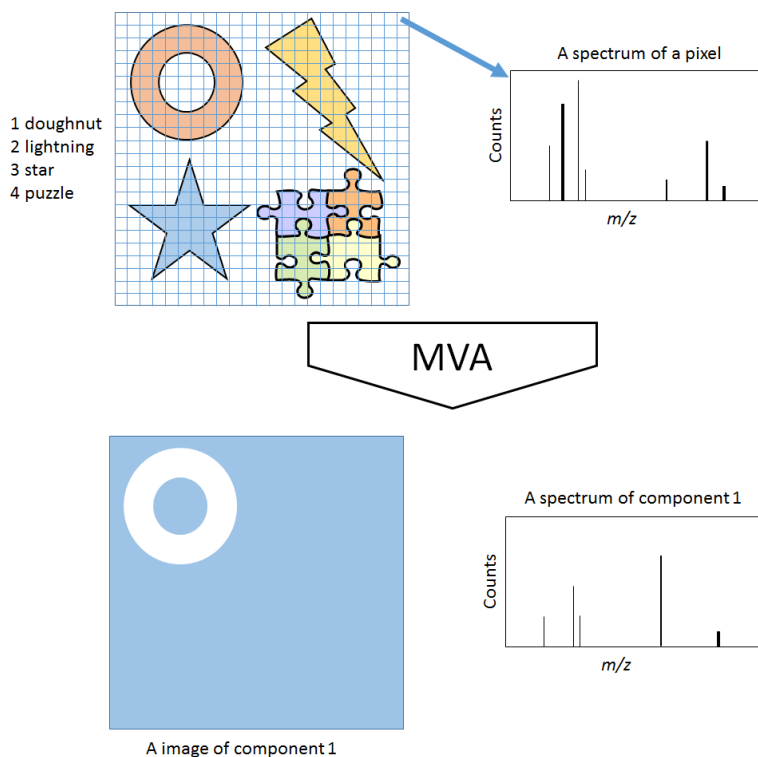 A spectrum of a pixel
1 doughnut
2 lightning
3 star
4 puzzle
Counts
m/z
MVA
A spectrum of component 1
Counts
m/z
A image of component 1